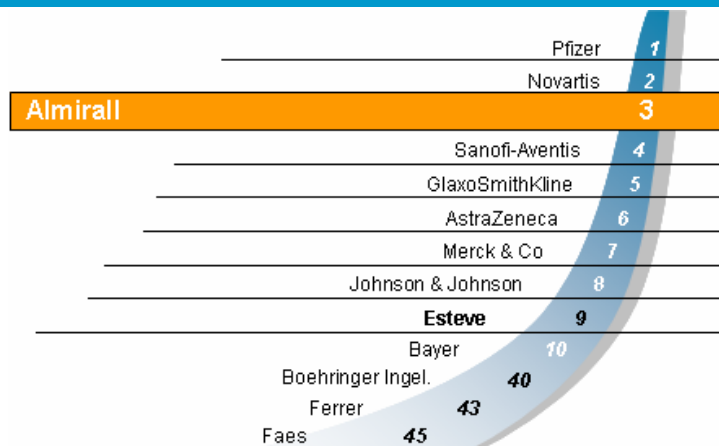 Pfizer 1
Novartis 2
Almirall 3
Sanofi-Aventis 4
GlaxoSmithKline 5
AstraZeneca 6
Merck & Co 7
Johnson & Johnson 8
Esteve 9
Bayer 10
Boehringer Ingel. 40
Ferrer 43
Faes 45